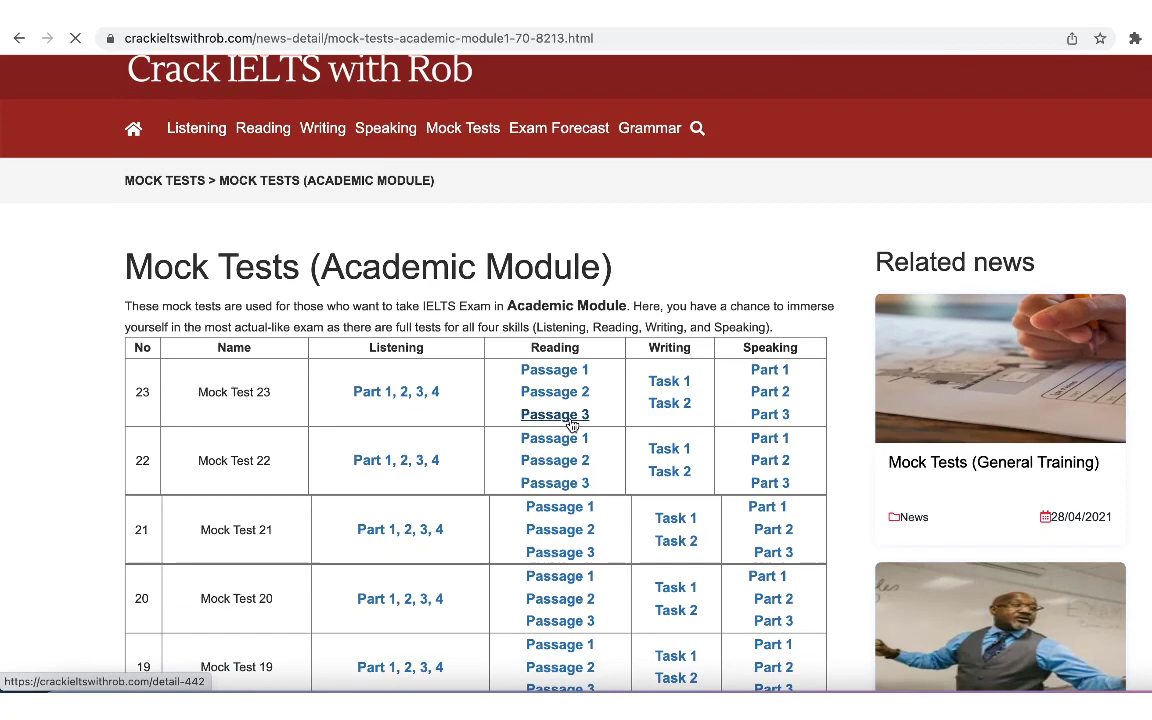 crackieltswithrob.com/news-detail/mock-tests-academic-module1-70-8213.html
Crack IELTS with Rob
Listening Reading Writing Speaking Mock Tests Exam Forecast Grammar
MOCK TESTS > MOCK TESTS (ACADEMIC MODULE)
Mock Tests (Academic Module)
These mock tests are used for those who want to take IELTS Exam in Academic Module. Here, you have a chance to immerse
yourself in the most actual-like exam as there are full tests for all four skills (Listening, Reading, Writing, and Speaking).
No Name Listening Reading Writing Speaking
23 Mock Test 23 Part 1, 2, 3, 4
Passage 1
Passage 2
Passage 3
Task 1
Task 2
Part 1
Part 2
Part 3
22 Mock Test 22 Part 1, 2, 3, 4
Passage 1
Passage 2
Passage 3
Task 1
Task 2
Part 1
Part 2
Part 3
21 Mock Test 21 Part 1, 2, 3, 4
Passage 1
Passage 2
Passage 3
Task 1
Task 2
Part 1
Part 2
Part 3
20 Mock Test 20 Part 1, 2, 3, 4
Passage 1
Passage 2
Passage 3
Task 1
Task 2
Part 1
Part 2
Part 3
19 Mock Test 19 Part 1, 2, 3, 4
Passage 1
Passage 2
Passage 3
Task 1
Task 2
Part 1
Part 2
Part 3
Related news
Mock Tests (General Training)
News 28/04/2021
https://crackieltswithrob.com/detail-442